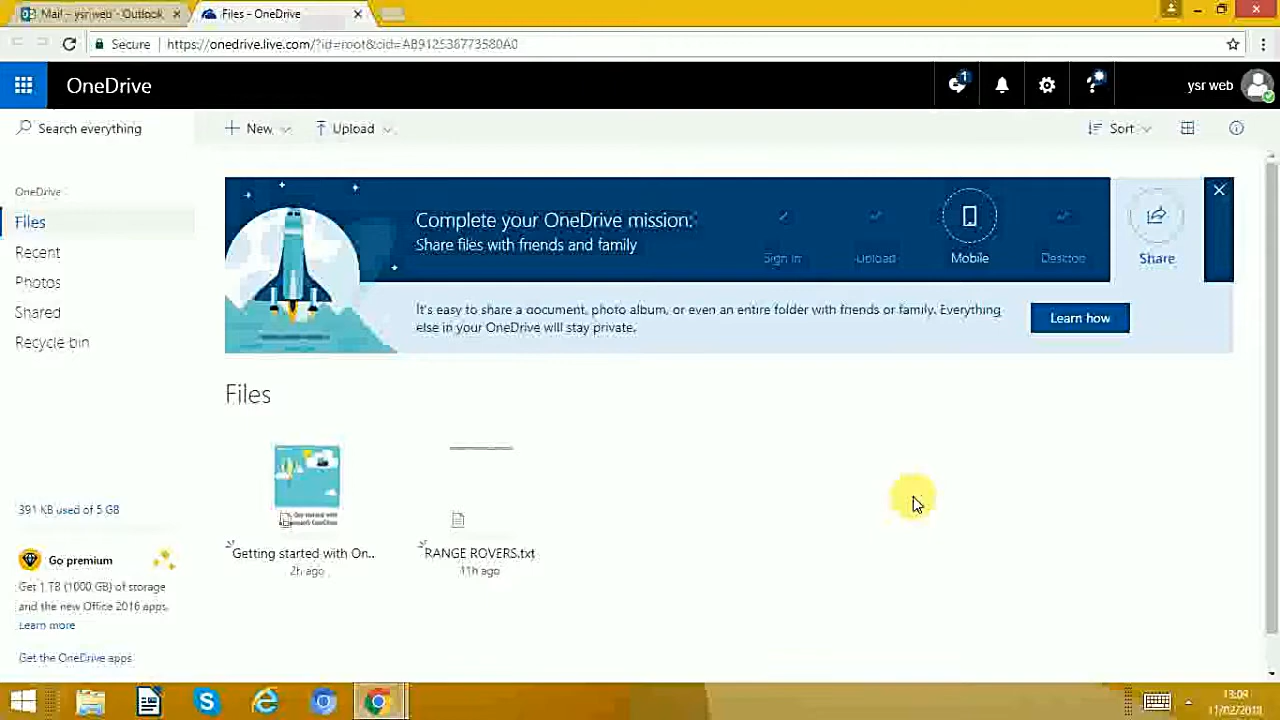 Mail - ysr web - Outlook
Files - OneDrive
Secure
https://onedrive.live.com/?id=root&cid=AB912536773580A0
OneDrive
1
ysr web
Search everything
New
Upload
Sort
OneDrive
Files
Recent
Photos
Shared
Recycle bin
Complete your OneDrive mission:
Share files with friends and family
Sign in
Upload
Mobile
Desktop
Share
It's easy to share a document, photo album, or even an entire folder with friends or family. Everything
else in your OneDrive will stay private.
Learn how
Files
Getting started with On..
2h ago
RANGE ROVERS.txt
11h ago
391 KB used of 5 GB
Go premium
Get 1 TB (1000 GB) of storage
and the new Office 2016 apps.
Learn more
Get the OneDrive apps
13:09
11/02/2018